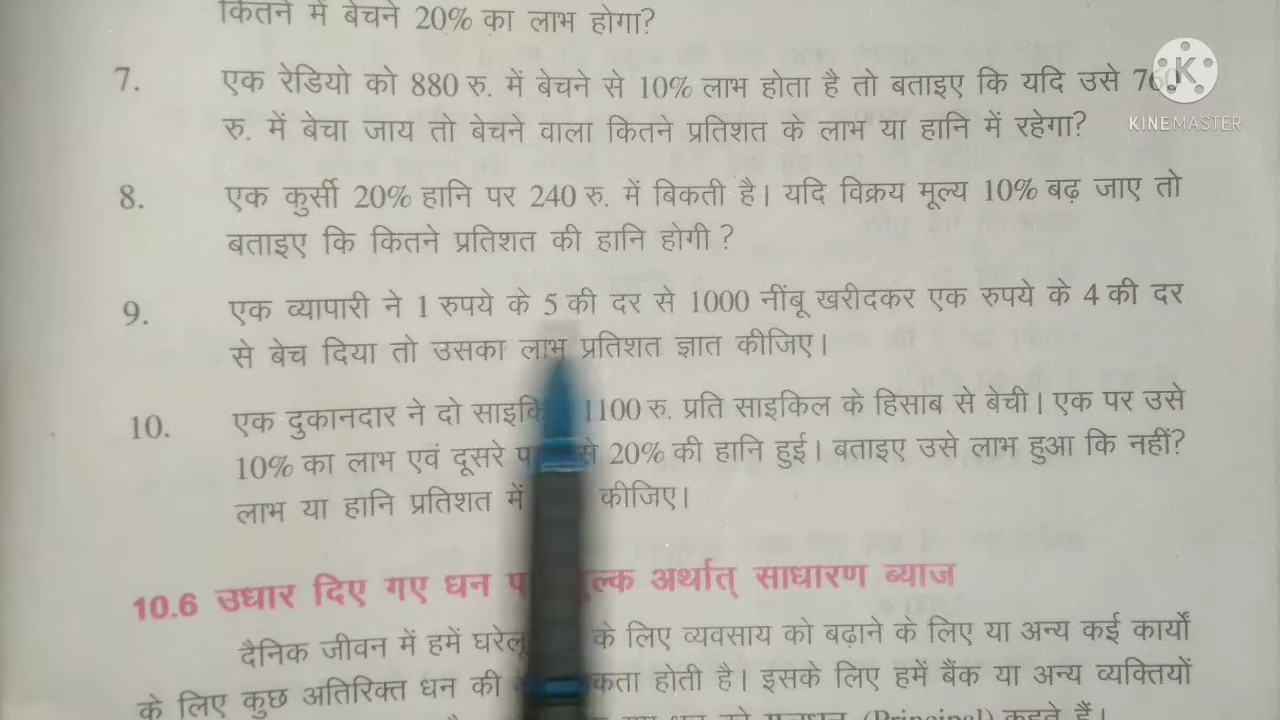 कितने में बेचने 20% का लाभ होगा?
7. एक रेडियो को 880 रु. में बेचने से 10% लाभ होता है तो बताइए कि यदि उसे 760
KINEMASTER
रु. में बेचा जाय तो बेचने वाला कितने प्रतिशत के लाभ या हानि में रहेगा?
8. एक कुर्सी 20% हानि पर 240 रु. में बिकती है। यदि विक्रय मूल्य 10% बढ़ जाए तो
बताइए कि कितने प्रतिशत की हानि होगी ?
9. एक व्यापारी ने 1 रुपये के 5 की दर से 1000 नींबू खरीदकर एक रुपये के 4 की दर
से बेच दिया तो उसका लाभ प्रतिशत ज्ञात कीजिए।
10. एक दुकानदार ने दो 1100 रु. प्रति साइकिल के हिसाब से बेची। एक पर उसे
10% का लाभ एवं दूसरे 20% की हानि हुई। बताइए उसे लाभ हुआ कि नहीं?
लाभ या हानि प्रतिशत में कीजिए।
10.6 उधार दिए गए धन अर्थात् साधारण ब्याज
दैनिक जीवन में हमें के लिए व्यवसाय को बढ़ाने के लिए या अन्य कई कार्यों
के लिए कुछ अतिरिक्त धन की होती है। इसके लिए हमें बैंक या अन्य व्यक्तियों
(Principal) कहते हैं।